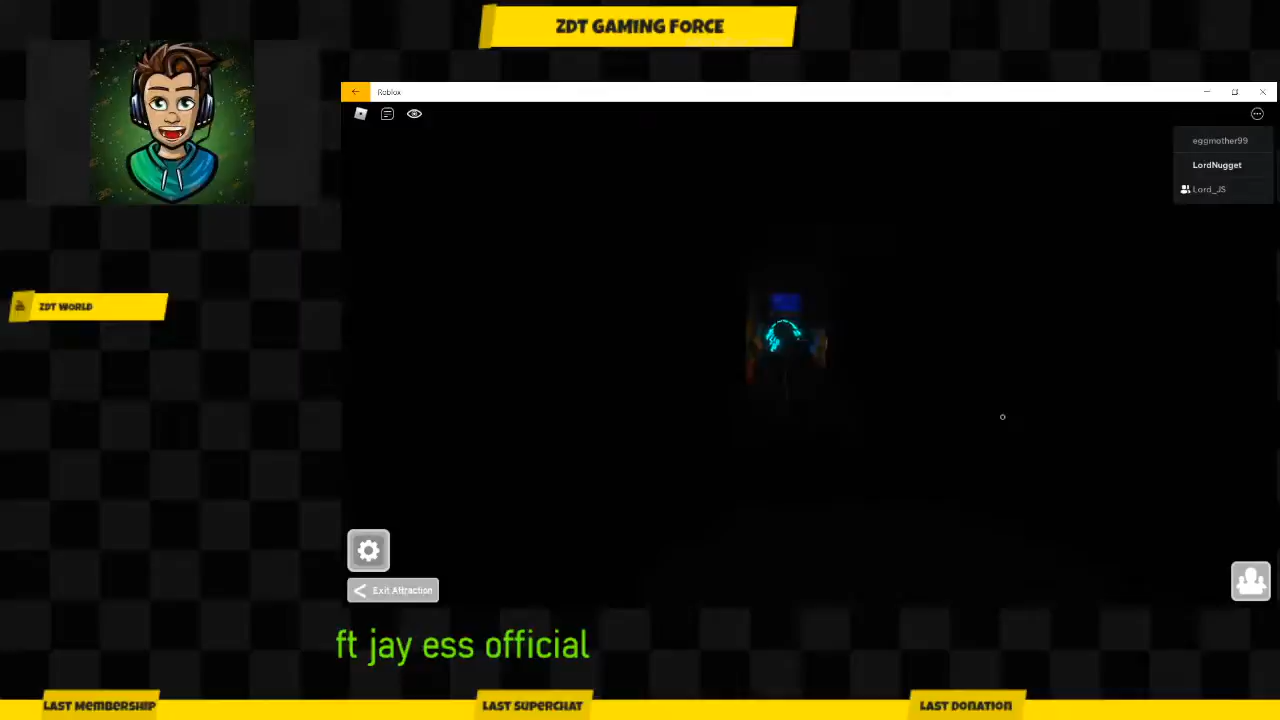 ZDT GAMING FORCE
Roblox
eggmother99
LordNugget
Lord_JS
ZDT WORLD
Exit Attraction
ft jay ess official
LAST MEMBERSHIP
LAST SUPERCHAT
LAST DONATION